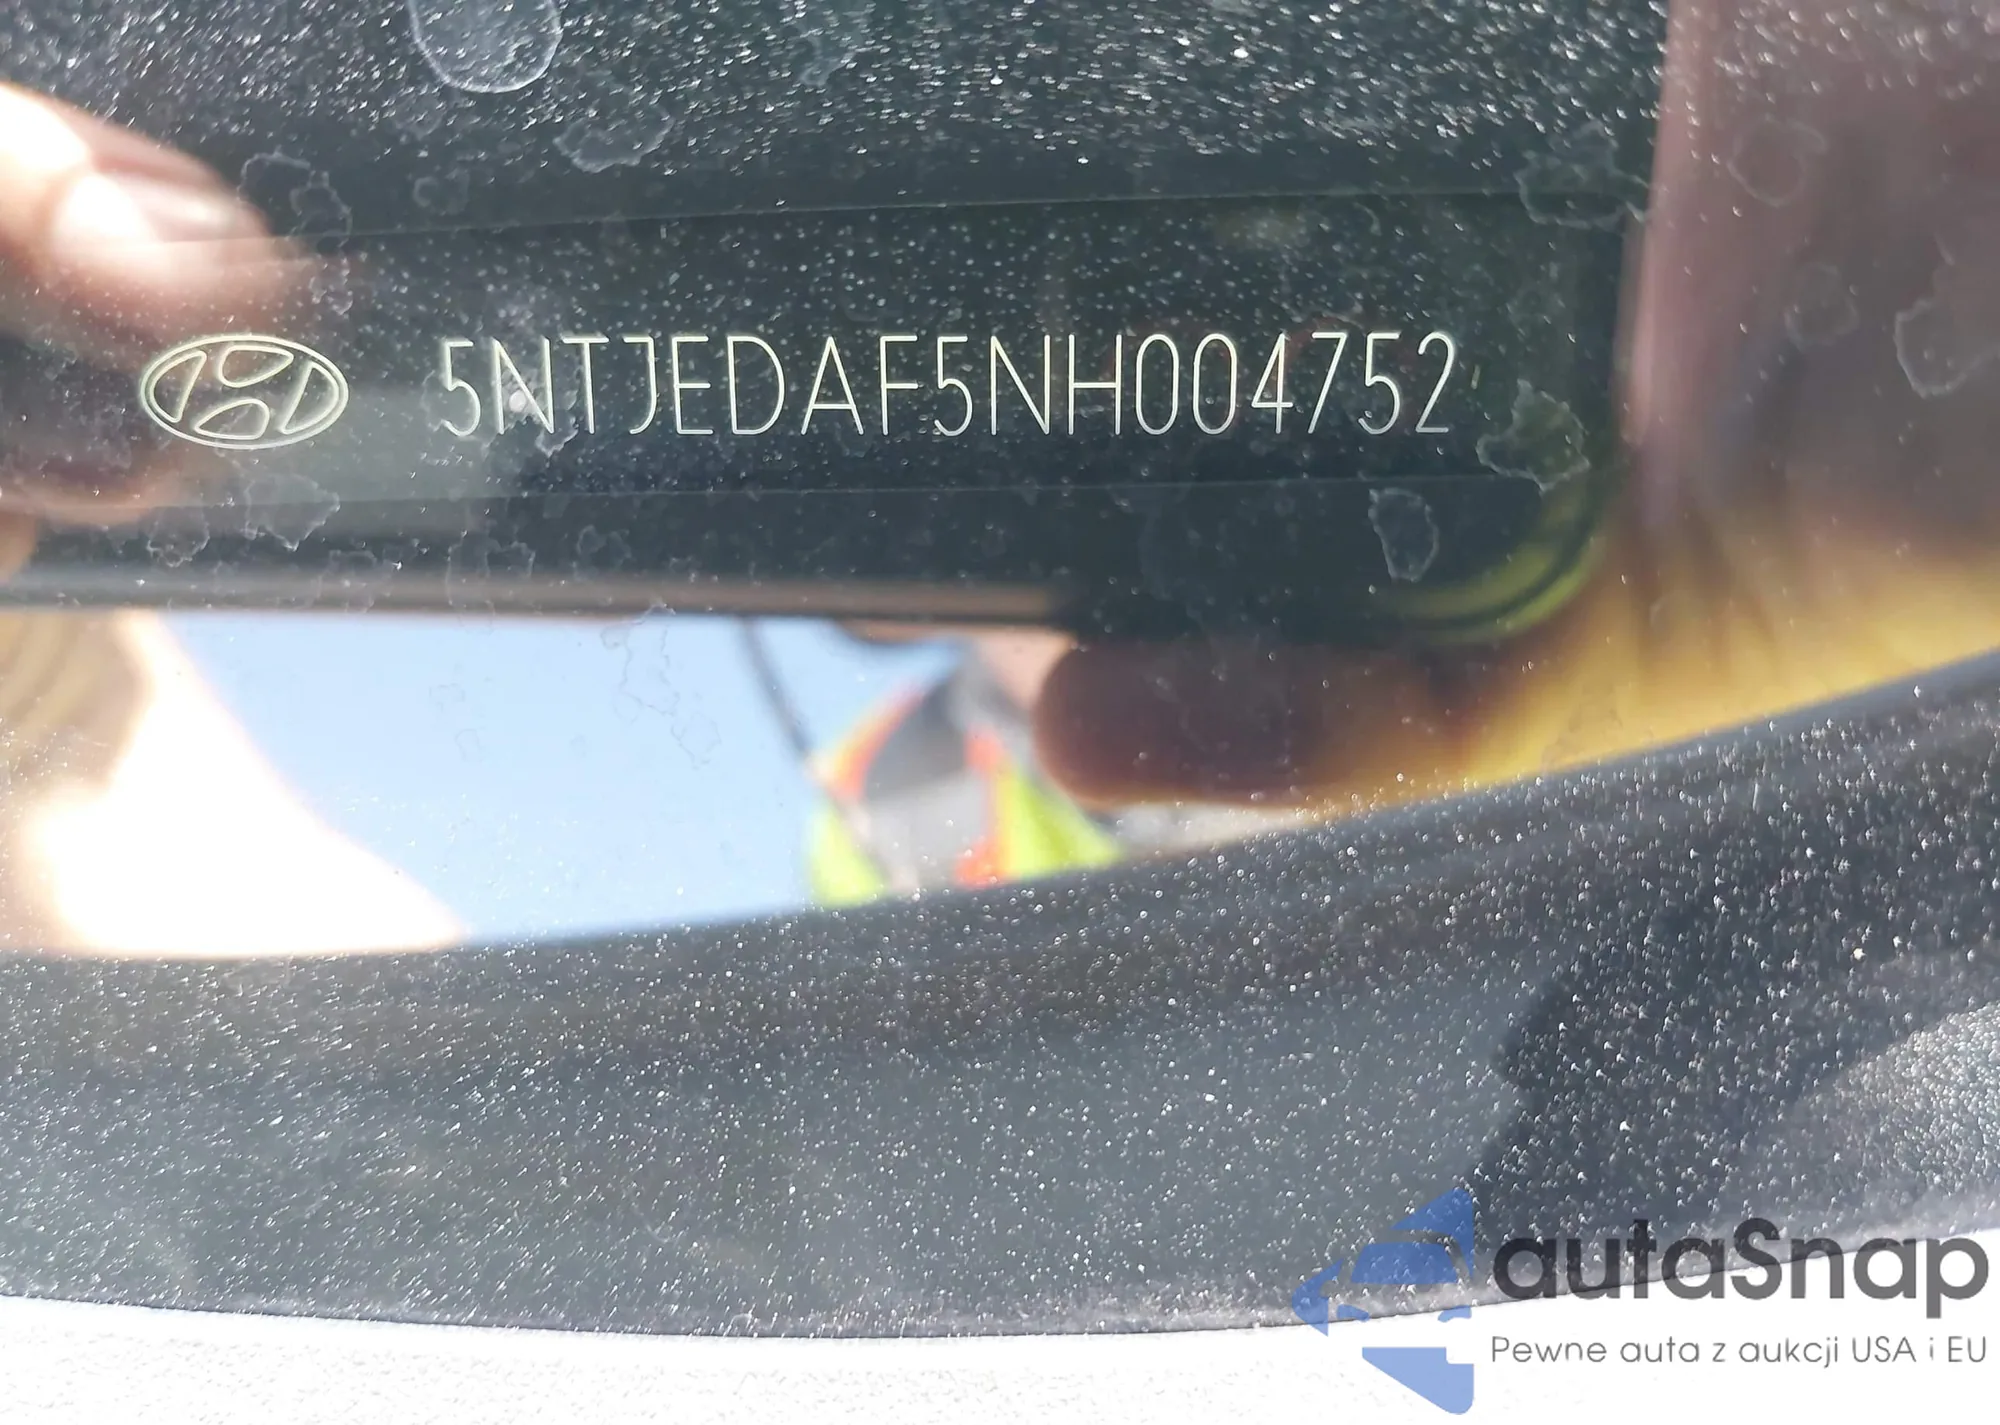 5NTJEDAF5NH004752
autaSnap
Pewne auta z aukcji USA i EU